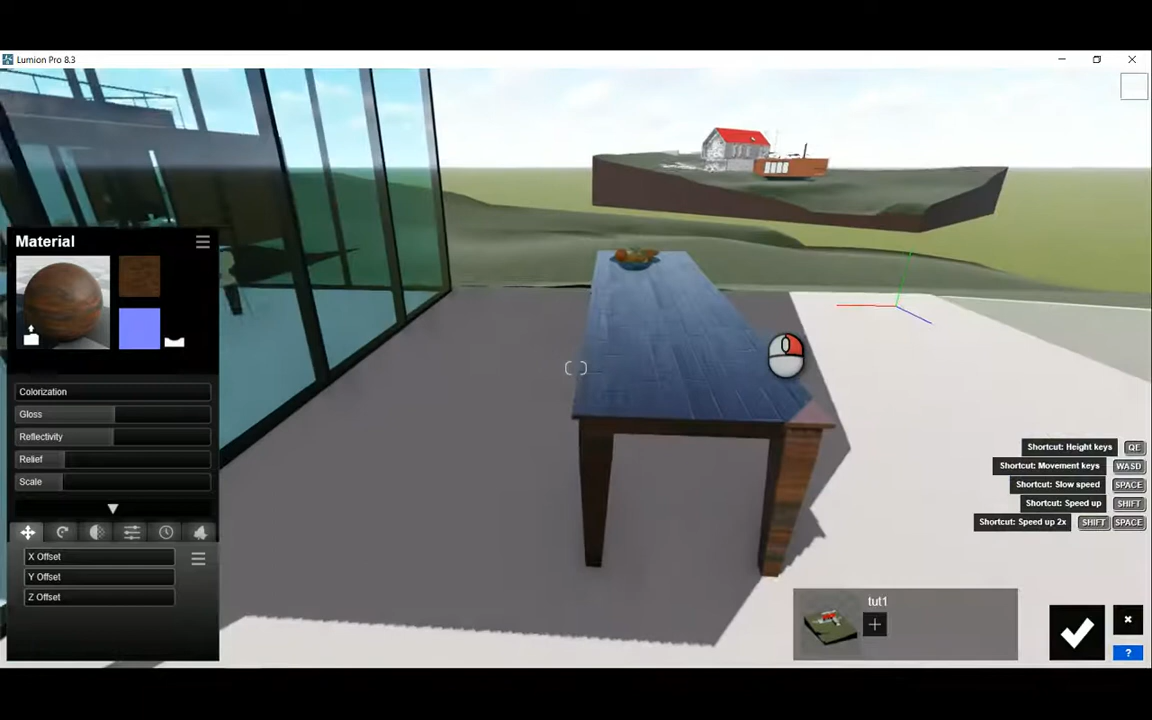 Lumion Pro 8.3
Material
Colorization
Gloss
Reflectivity
Relief
Scale
X Offset
Y Offset
Z Offset
Shortcut: Height keys QE
Shortcut: Movement keys WASD
Shortcut: Slow speed SPACE
Shortcut: Speed up SHIFT
Shortcut: Speed up 2x SHIFT SPACE
tut1
?